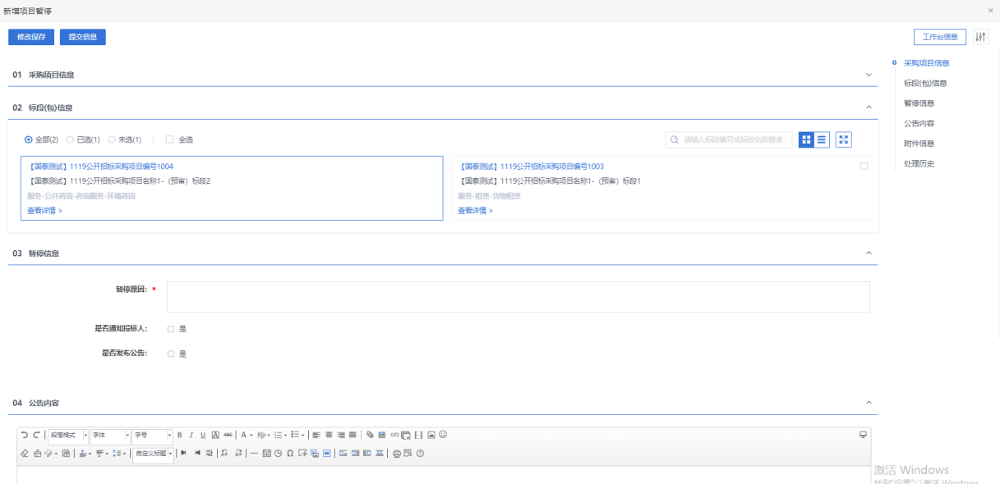 新增项目暂停
×
修改保存 提交信息 工作台信息
01 采购项目信息
02 标段(包)信息
全部(2) 已选(1) 未选(1) 全选 请输入标段编号或标段名称搜索
【国泰测试】1119公开招标采购项目编号1004
【国泰测试】1119公开招标采购项目名称1-（预审）标段2
服务-公共咨询-咨询服务-环境咨询
查看详情 >
【国泰测试】1119公开招标采购项目编号1003
【国泰测试】1119公开招标采购项目名称1-（预审）标段1
服务-租赁-货物租赁
查看详情 >
03 暂停信息
暂停原因： *
是否通知投标人： 是
是否发布公告： 是
04 公告内容
段落格式 字体 字号 B I U A ABC A
自定义标题
采购项目信息
标段(包)信息
暂停信息
公告内容
附件信息
处理历史
激活 Windows
转到"设置"以激活 Windows